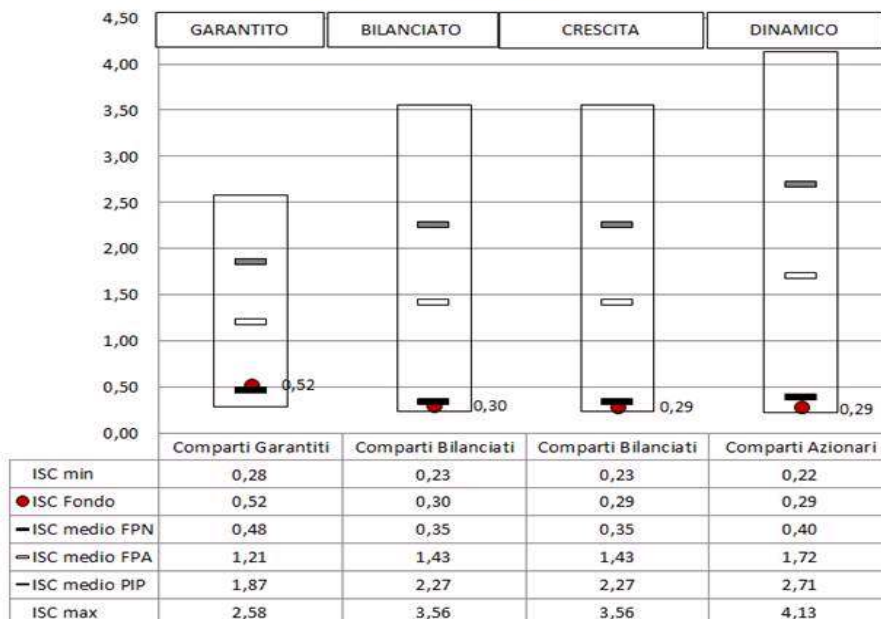 4,50
GARANTITO BILANCIATO CRESCITA DINAMICO
4,00
3,50
3,00
2,50
2,00
1,50
1,00
0,50
0,52
0,30
0,29
0,29
0,00
Comparti Garantiti Comparti Bilanciati Comparti Bilanciati Comparti Azionari
ISC min 0,28 0,23 0,23 0,22
ISC Fondo 0,52 0,30 0,29 0,29
ISC medio FPN 0,48 0,35 0,35 0,40
ISC medio FPA 1,21 1,43 1,43 1,72
ISC medio PIP 1,87 2,27 2,27 2,71
ISC max 2,58 3,56 3,56 4,13